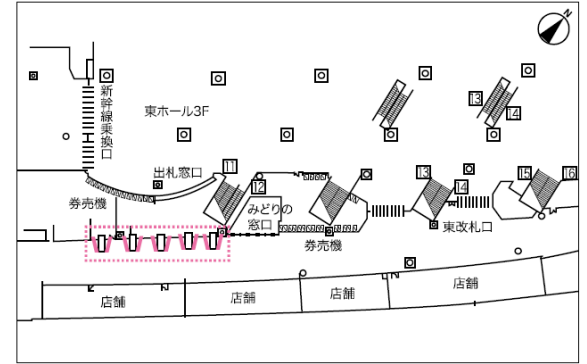 N
新幹線乗換口
東ホール3F
13
14
出札窓口
11
12
13
14
15
16
券売機
みどりの
窓口
券売機
東改札口
店舗
店舗
店舗
店舗